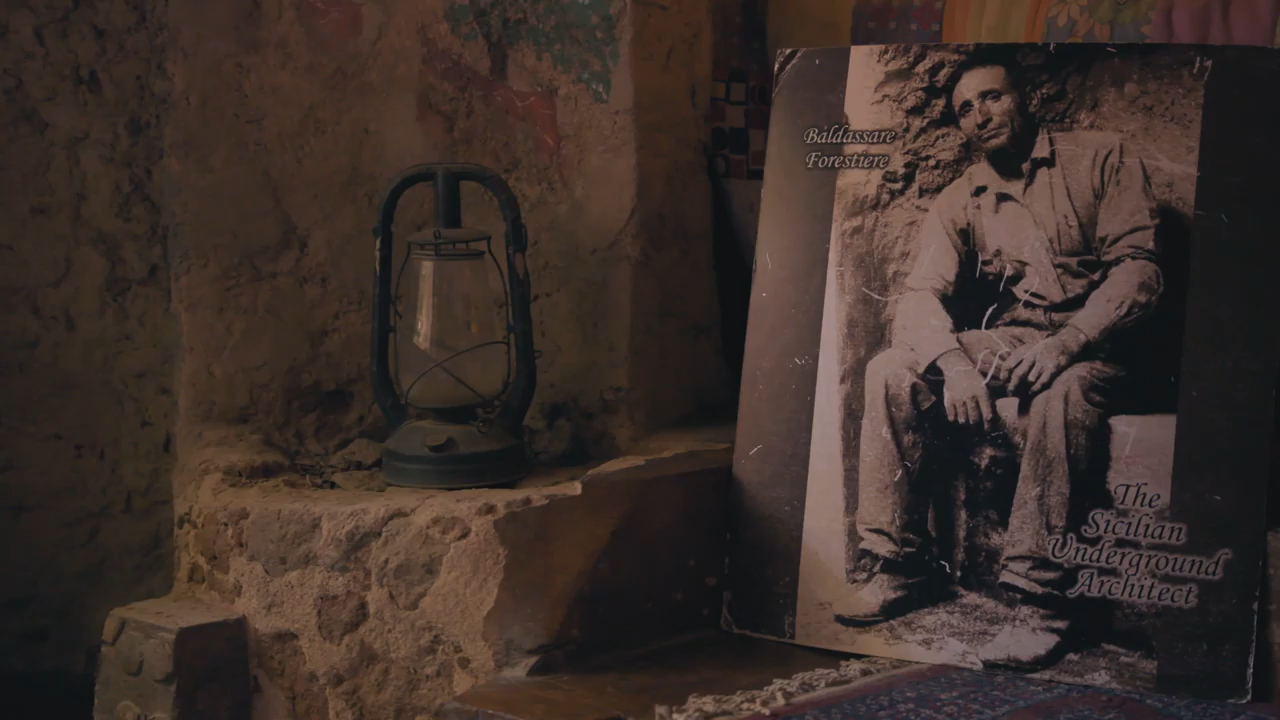 Baldassare
Forestiere
The
Sicilian
Underground
Architect